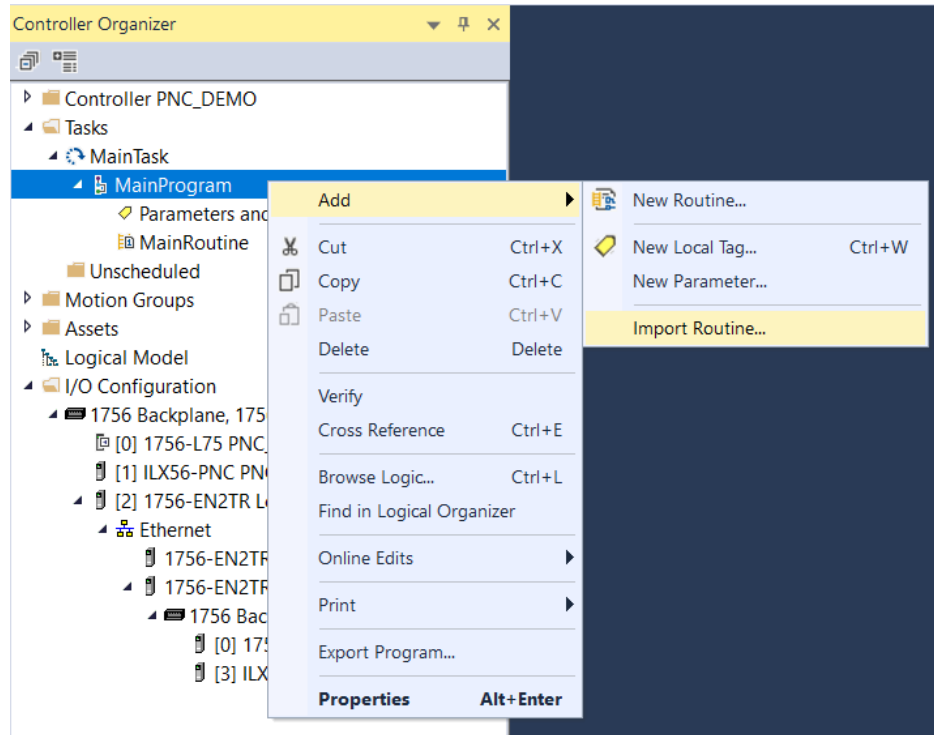 Controller Organizer
Controller PNC_DEMO
Tasks
MainTask
MainProgram
Parameters and
MainRoutine
Unscheduled
Motion Groups
Assets
Logical Model
I/O Configuration
1756 Backplane, 175
[0] 1756-L75 PNC_
[1] ILX56-PNC PN
[2] 1756-EN2TR L
Ethernet
1756-EN2TR
1756-EN2TR
1756 Bac
[0] 175
[3] ILX
Add
Cut Ctrl+X
Copy Ctrl+C
Paste Ctrl+V
Delete Delete
Verify
Cross Reference Ctrl+E
Browse Logic... Ctrl+L
Find in Logical Organizer
Online Edits
Print
Export Program...
Properties Alt+Enter
New Routine...
New Local Tag... Ctrl+W
New Parameter...
Import Routine...